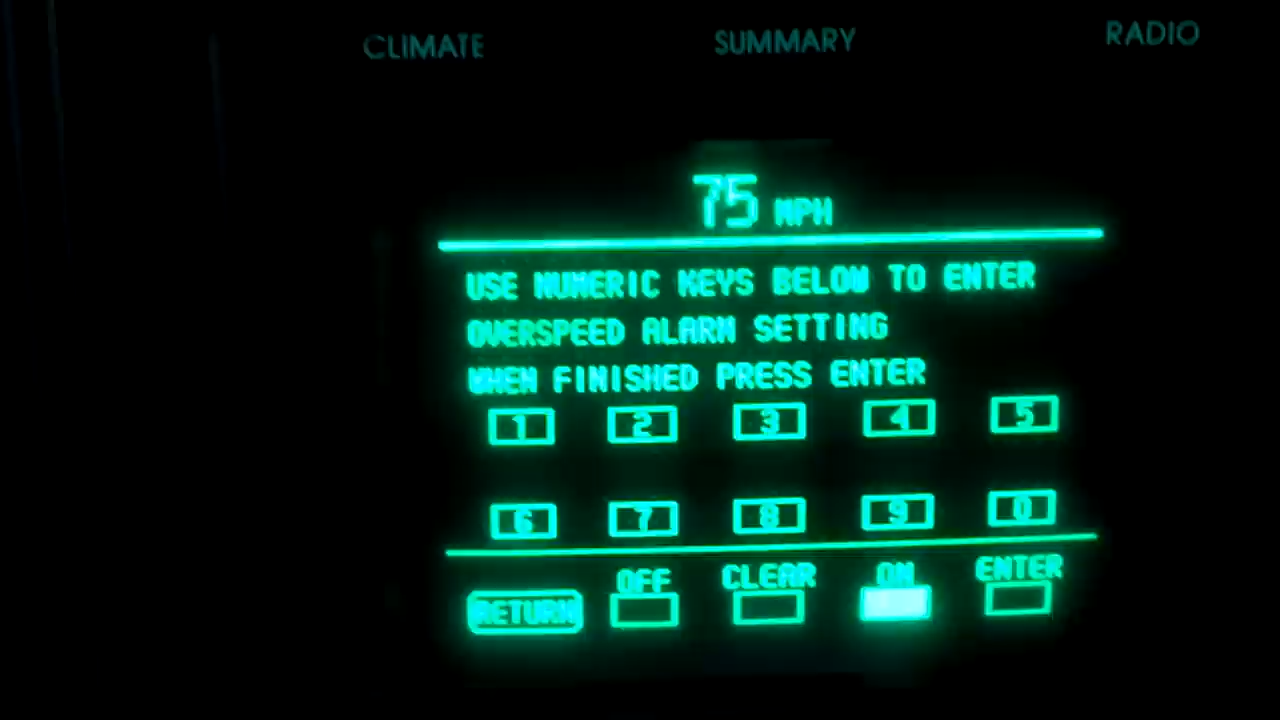 CLIMATE SUMMARY RADIO
75 MPH
USE NUMERIC KEYS BELOW TO ENTER
OVERSPEED ALARM SETTING
WHEN FINISHED PRESS ENTER
1 2 3 4 5
6 7 8 9 0
OFF CLEAR ON ENTER
RETURN